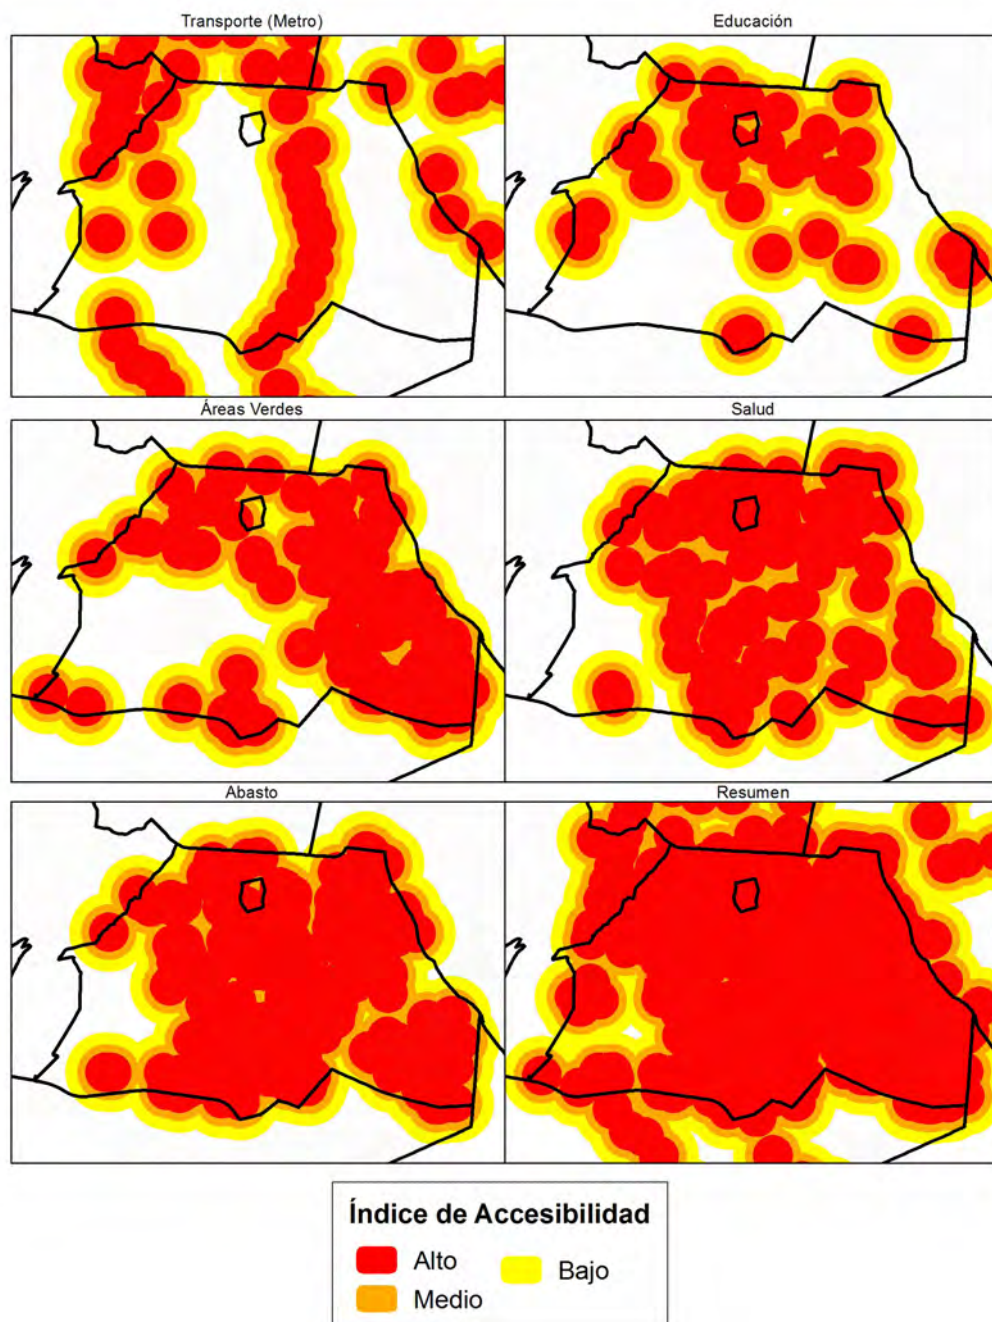 Transporte (Metro)
Educación
Áreas Verdes
Salud
Abasto
Resumen
Índice de Accesibilidad
Alto
Bajo
Medio